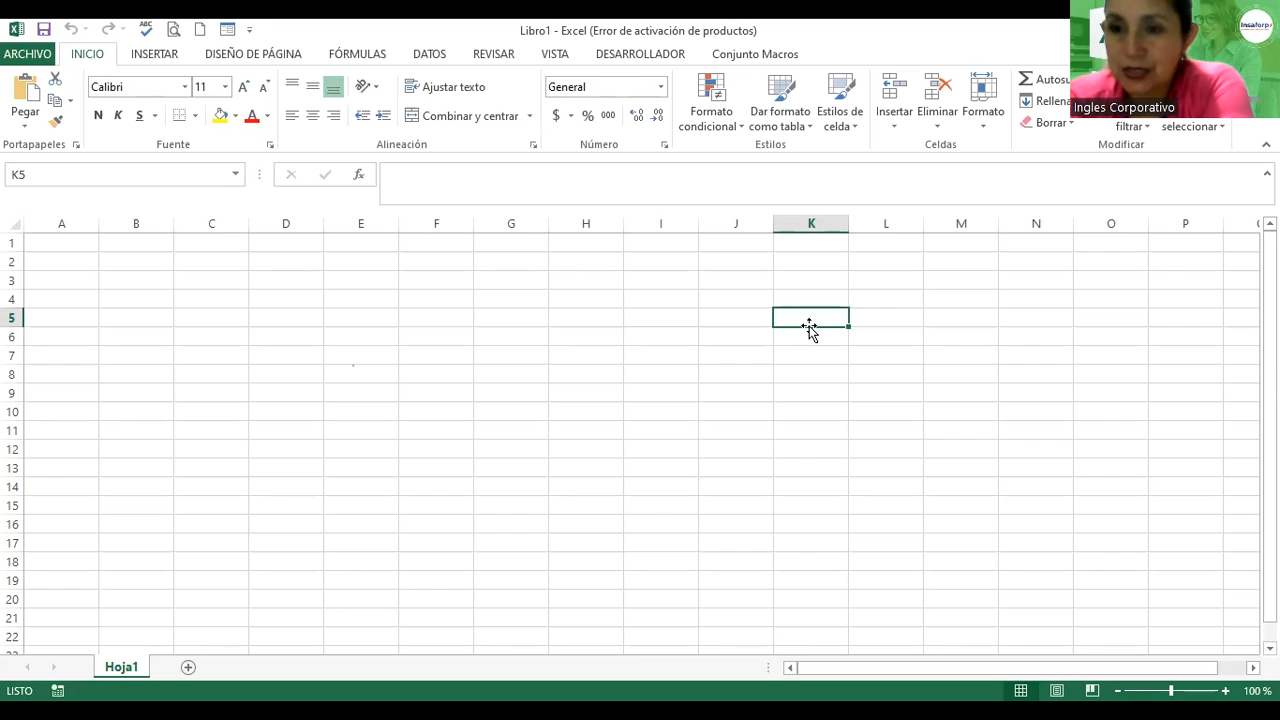 Libro1 - Excel (Error de activación de productos)
ARCHIVO INICIO INSERTAR DISEÑO DE PÁGINA FÓRMULAS DATOS REVISAR VISTA DESARROLLADOR Conjunto Macros
ABC
Insaforp
Ingles Corporativo
Pegar
Portapapeles
Calibri 11
N K S
Fuente
Ajustar texto
Combinar y centrar
Alineación
General
$ % 000
Número
Formato condicional
Dar formato como tabla
Estilos de celda
Estilos
Insertar Eliminar Formato
Celdas
Autosu
Rellena
Borrar
filtrar
seleccionar
Modificar
K5
fx
A B C D E F G H I J K L M N O P
1
2
3
4
5
6
7
8
9
10
11
12
13
14
15
16
17
18
19
20
21
22
Hoja1
LISTO
100 %